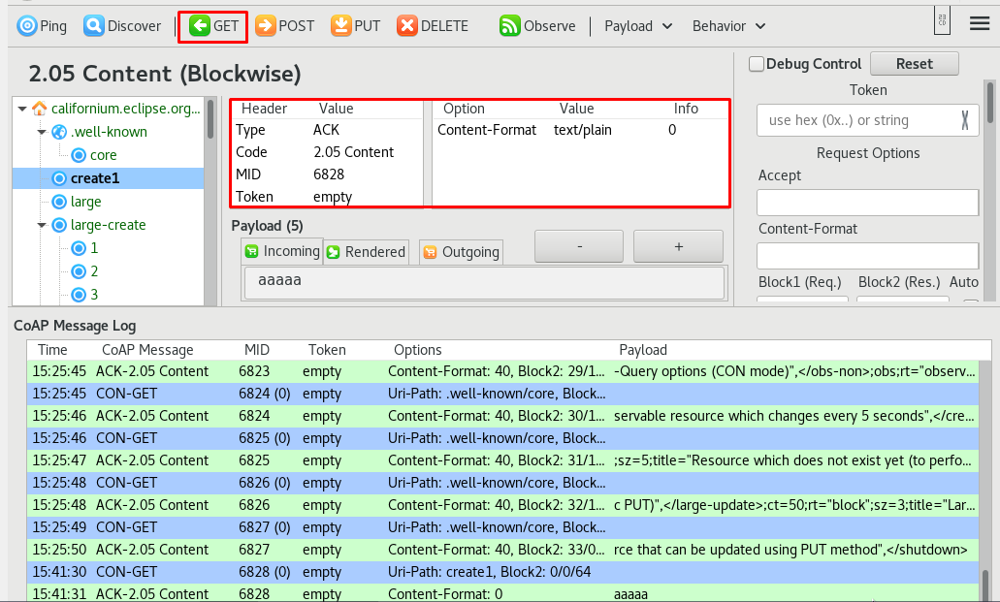 Ping Discover GET POST PUT DELETE Observe Payload Behavior
2.05 Content (Blockwise)
Debug Control Reset
Token
use hex (0x..) or string
Request Options
Accept
Content-Format
Block1 (Req.) Block2 (Res.) Auto
californium.eclipse.org...
.well-known
core
create1
large
large-create
1
2
3
Header Value
Type ACK
Code 2.05 Content
MID 6828
Token empty
Option Value Info
Content-Format text/plain 0
Payload (5)
Incoming Rendered Outgoing - +
aaaaa
CoAP Message Log
Time CoAP Message MID Token Options Payload
15:25:45 ACK-2.05 Content 6823 empty Content-Format: 40, Block2: 29/1... -Query options (CON mode)",</obs-non>;obs;rt="observ...
15:25:45 CON-GET 6824 (0) empty Uri-Path: .well-known/core, Block...
15:25:46 ACK-2.05 Content 6824 empty Content-Format: 40, Block2: 30/1... servable resource which changes every 5 seconds",</cre...
15:25:46 CON-GET 6825 (0) empty Uri-Path: .well-known/core, Block...
15:25:47 ACK-2.05 Content 6825 empty Content-Format: 40, Block2: 31/1... ;sz=5;title="Resource which does not exist yet (to perfo...
15:25:48 CON-GET 6826 (0) empty Uri-Path: .well-known/core, Block...
15:25:48 ACK-2.05 Content 6826 empty Content-Format: 40, Block2: 32/1... c PUT)",</large-update>;ct=50;rt="block";sz=3;title="Lar...
15:25:49 CON-GET 6827 (0) empty Uri-Path: .well-known/core, Block...
15:25:50 ACK-2.05 Content 6827 empty Content-Format: 40, Block2: 33/0... rce that can be updated using PUT method",</shutdown>
15:41:30 CON-GET 6828 (0) empty Uri-Path: create1, Block2: 0/0/64
15:41:31 ACK-2.05 Content 6828 empty Content-Format: 0 aaaaa